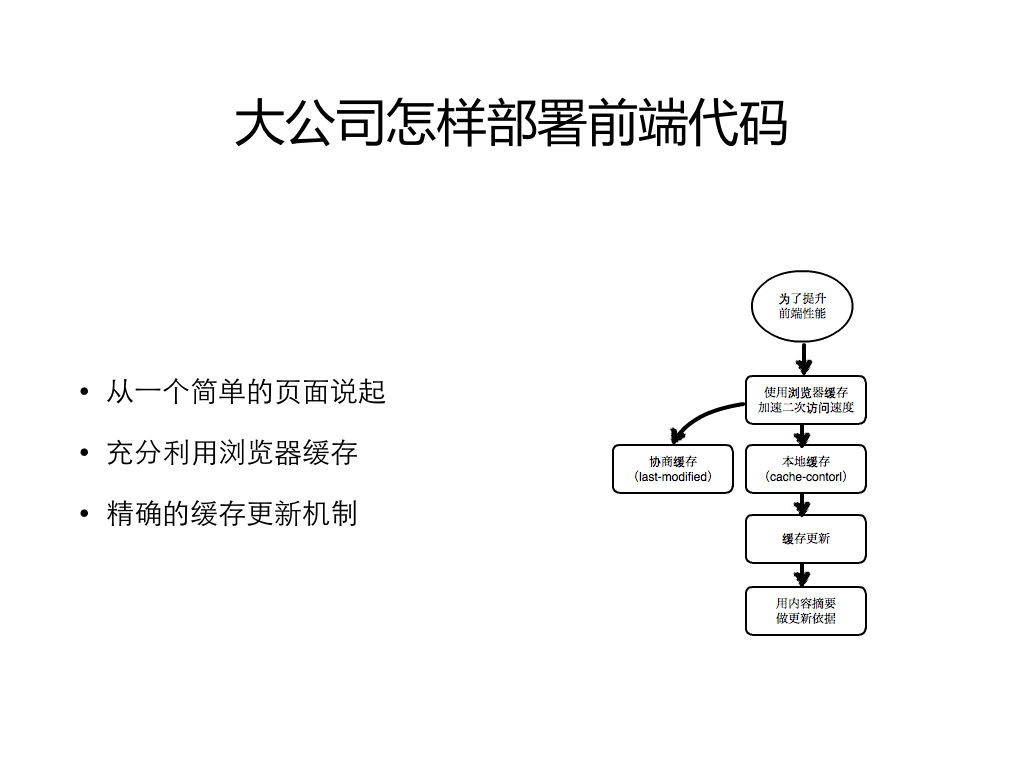 大公司怎样部署前端代码
• 从一个简单的页面说起
• 充分利用浏览器缓存
• 精确的缓存更新机制
为了提升
前端性能
使用浏览器缓存
加速二次访问速度
协商缓存
（last-modified）
本地缓存
（cache-contorl）
缓存更新
用内容摘要
做更新依据